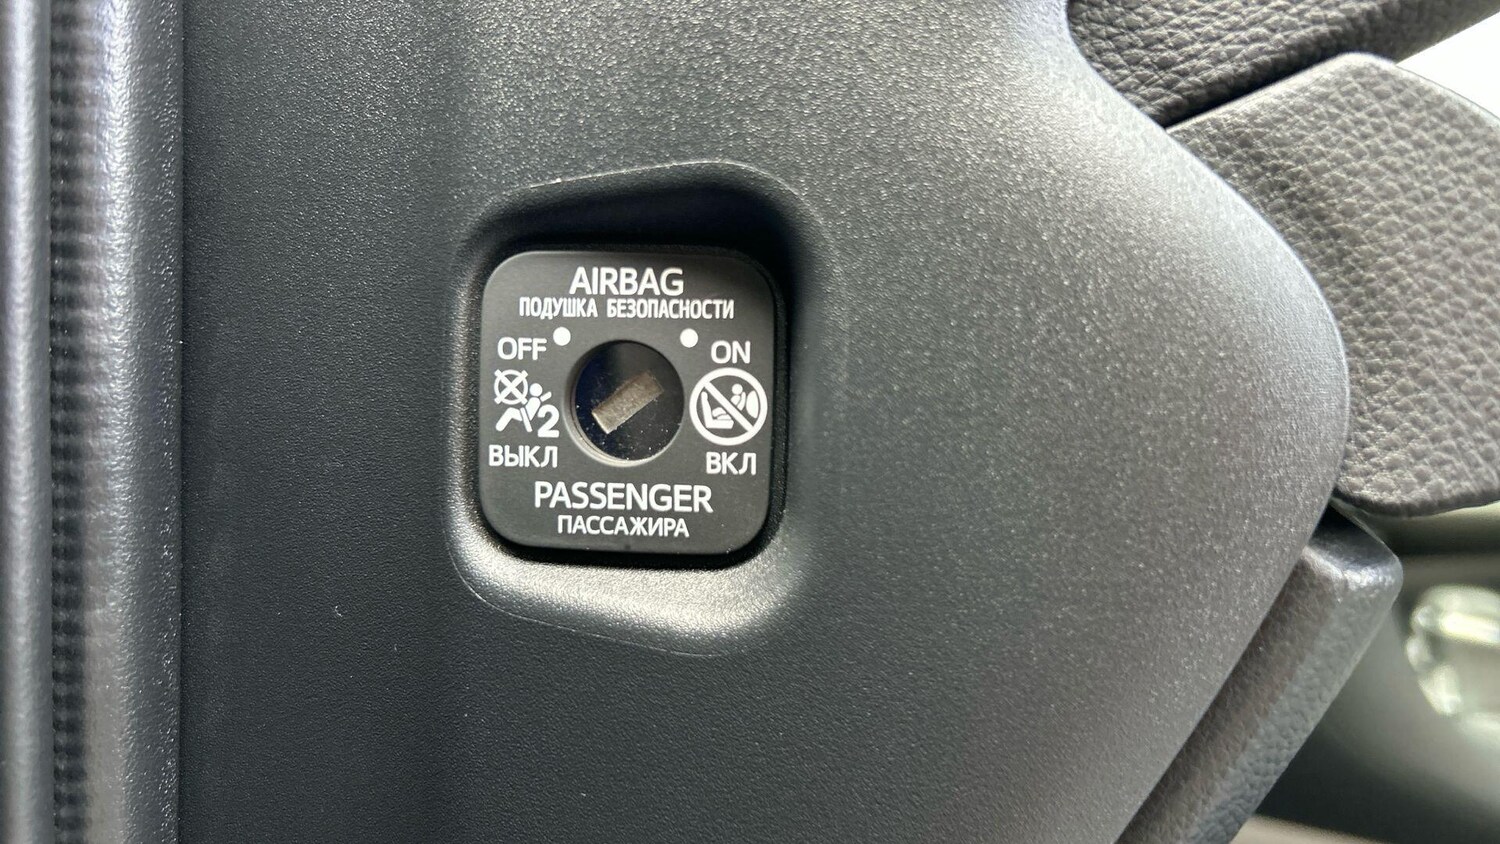 AIRBAG
ПОДУШКА БЕЗОПАСНОСТИ
OFF ON
2
ВЫКЛ ВКЛ
PASSENGER
ПАССАЖИРА